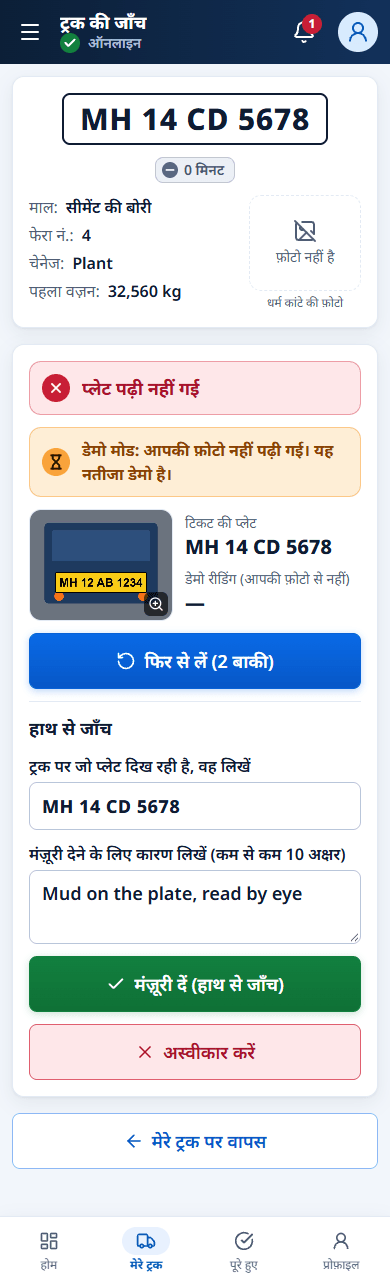 ट्रक की जाँच
ऑनलाइन
1
MH 14 CD 5678
0 मिनट
माल: सीमेंट की बोरी
फेरा नं.: 4
चेनेज: Plant
पहला वज़न: 32,560 kg
फ़ोटो नहीं है
धर्म कांटे की फ़ोटो
प्लेट पढ़ी नहीं गई
डेमो मोड: आपकी फ़ोटो नहीं पढ़ी गई। यह
नतीजा डेमो है।
MH 12 AB 1234
टिकट की प्लेट
MH 14 CD 5678
डेमो रीडिंग (आपकी फ़ोटो से नहीं)
—
फिर से लें (2 बाकी)
हाथ से जाँच
ट्रक पर जो प्लेट दिख रही है, वह लिखें
MH 14 CD 5678
मंज़ूरी देने के लिए कारण लिखें (कम से कम 10 अक्षर)
Mud on the plate, read by eye
मंज़ूरी दें (हाथ से जाँच)
अस्वीकार करें
मेरे ट्रक पर वापस
होम
मेरे ट्रक
पूरे हुए
प्रोफ़ाइल